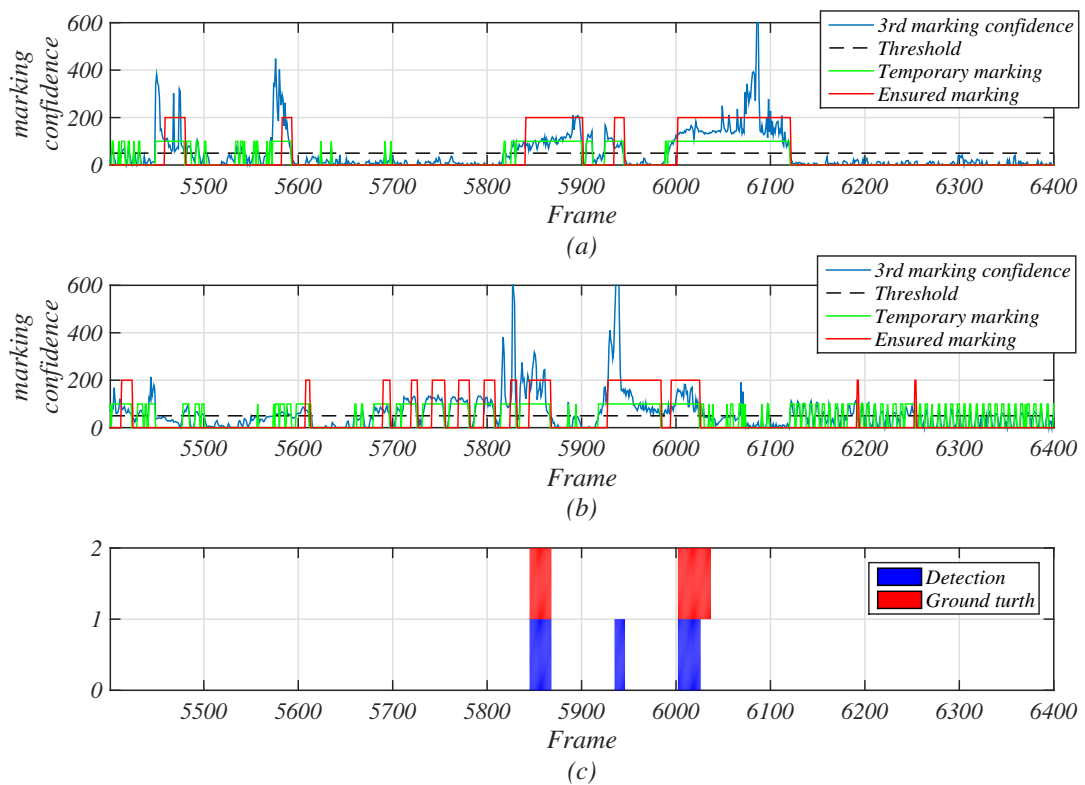 600
400
200
0
marking
confidence
3rd marking confidence
Threshold
Temporary marking
Ensured marking
5500 5600 5700 5800 5900 6000 6100 6200 6300 6400
Frame
(a)
600
400
200
0
marking
confidence
3rd marking confidence
Threshold
Temporary marking
Ensured marking
5500 5600 5700 5800 5900 6000 6100 6200 6300 6400
Frame
(b)
2
1
0
Detection
Ground turth
5500 5600 5700 5800 5900 6000 6100 6200 6300 6400
Frame
(c)